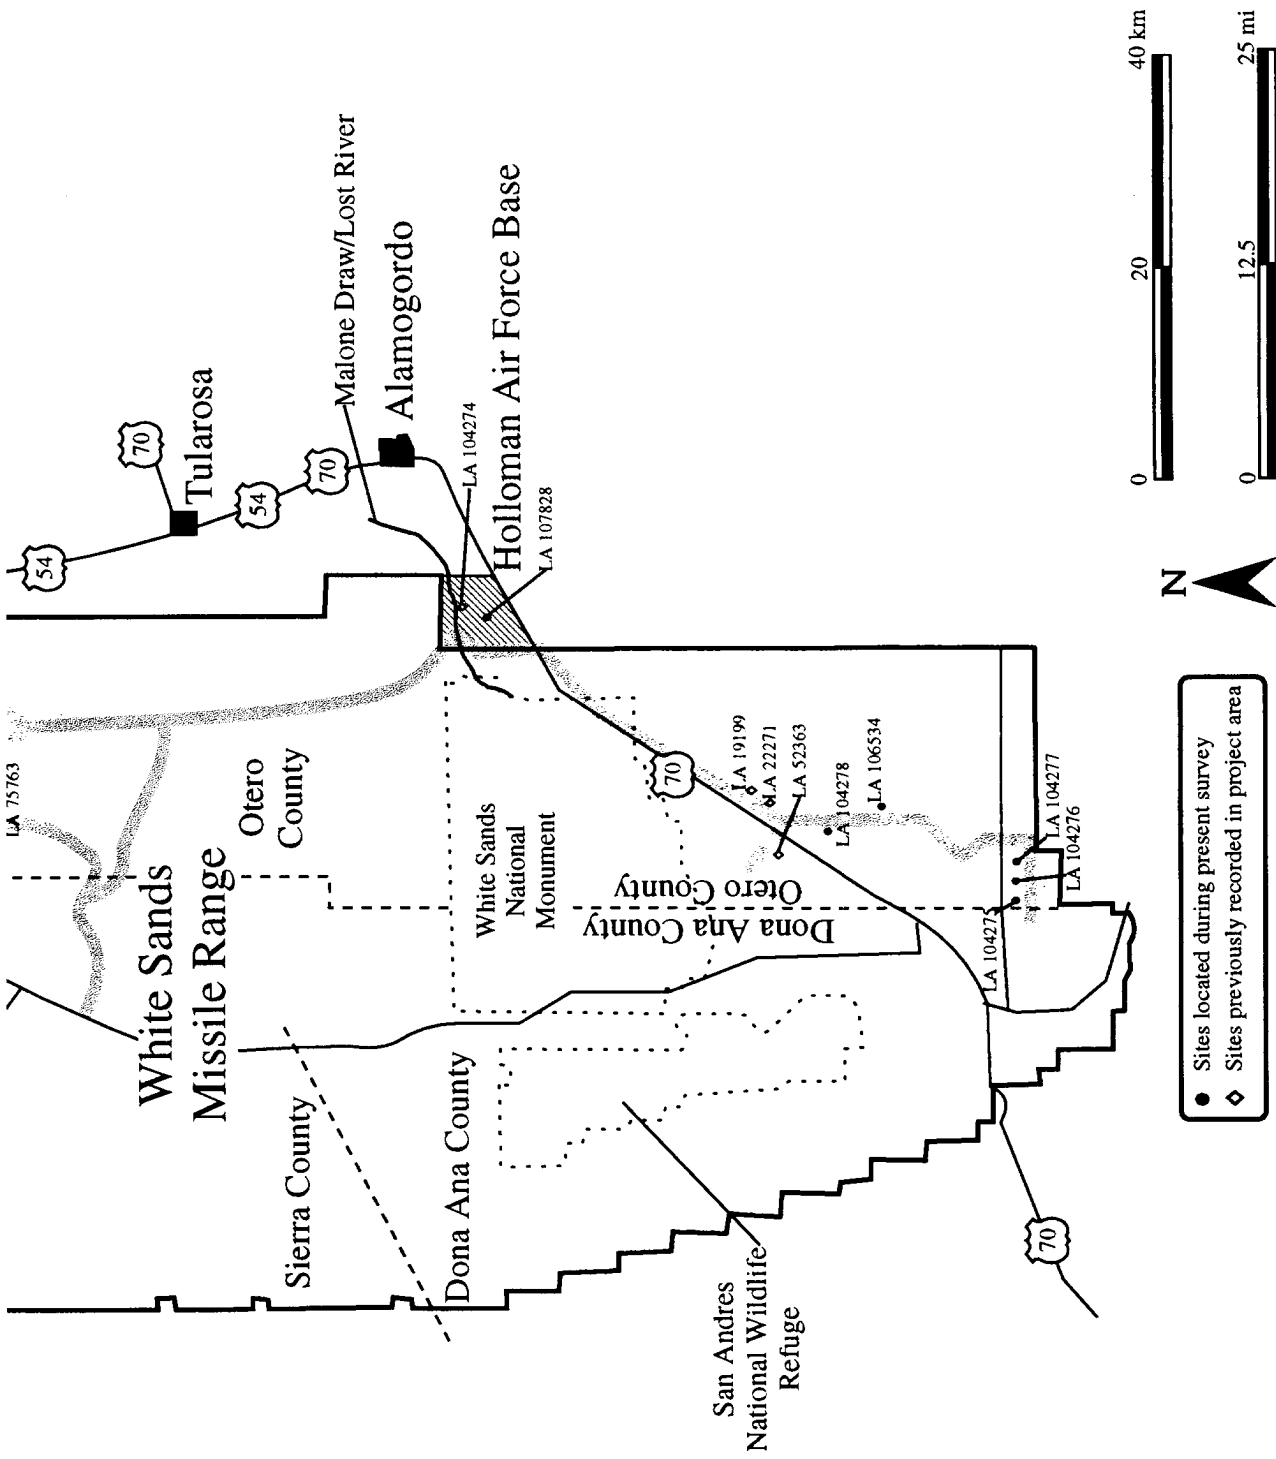 LA 75763
54
70
Tularosa
54
70
Malone Draw/Lost River
Alamogordo
LA 104274
Holloman Air Force Base
LA 107828
White Sands
Missile Range
Otero
County
Sierra County
Dona Ana County
White Sands
National
Monument
Otero County
Dona Ana County
70
LA 19199
LA 22271
LA 52363
LA 104278
LA 106534
LA 104277
LA 104276
LA 104275
San Andres
National Wildlife
Refuge
70
Sites located during present survey
Sites previously recorded in project area
N
0 20 40 km
0 12.5 25 mi